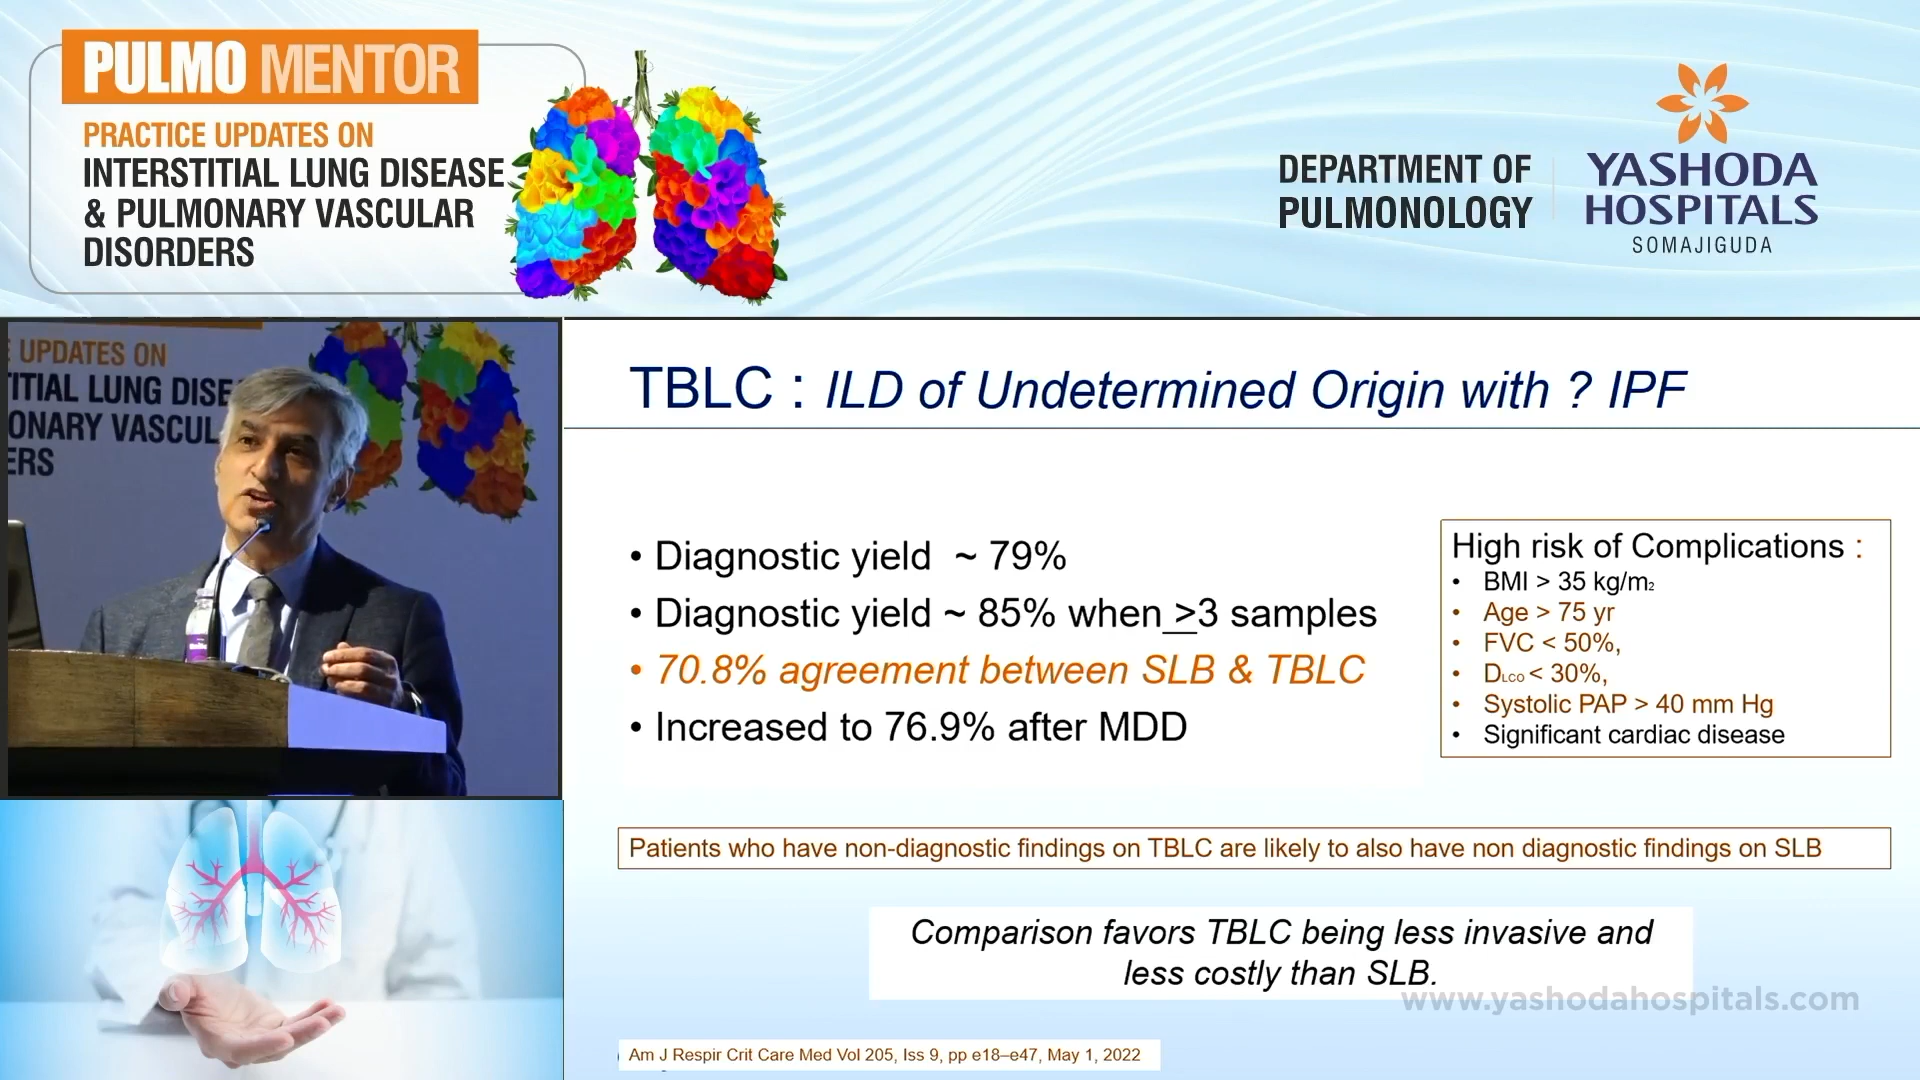 PULMO MENTOR
PRACTICE UPDATES ON
INTERSTITIAL LUNG DISEASE
& PULMONARY VASCULAR
DISORDERS
DEPARTMENT OF
PULMONOLOGY
YASHODA
HOSPITALS
SOMAJIGUDA
E UPDATES ON
TITIAL LUNG DISE
ONARY VASCUL
ERS
TBLC : ILD of Undetermined Origin with ? IPF
• Diagnostic yield ~ 79%
• Diagnostic yield ~ 85% when >3 samples
• 70.8% agreement between SLB & TBLC
• Increased to 76.9% after MDD
High risk of Complications :
• BMI > 35 kg/m2
• Age > 75 yr
• FVC < 50%,
• DLCO < 30%,
• Systolic PAP > 40 mm Hg
• Significant cardiac disease
Patients who have non-diagnostic findings on TBLC are likely to also have non diagnostic findings on SLB
Comparison favors TBLC being less invasive and
less costly than SLB.
www.yashodahospitals.com
Am J Respir Crit Care Med Vol 205, Iss 9, pp e18–e47, May 1, 2022